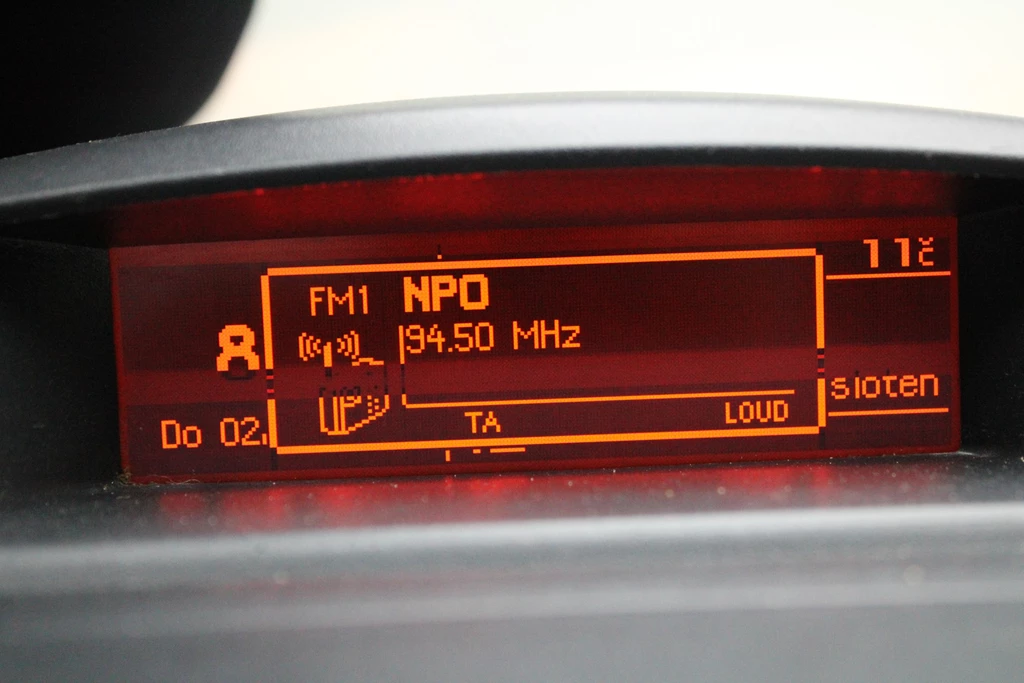 FM1 NPO
11°C
8
94.50 MHz
sloten
Do 02.
TA
LOUD